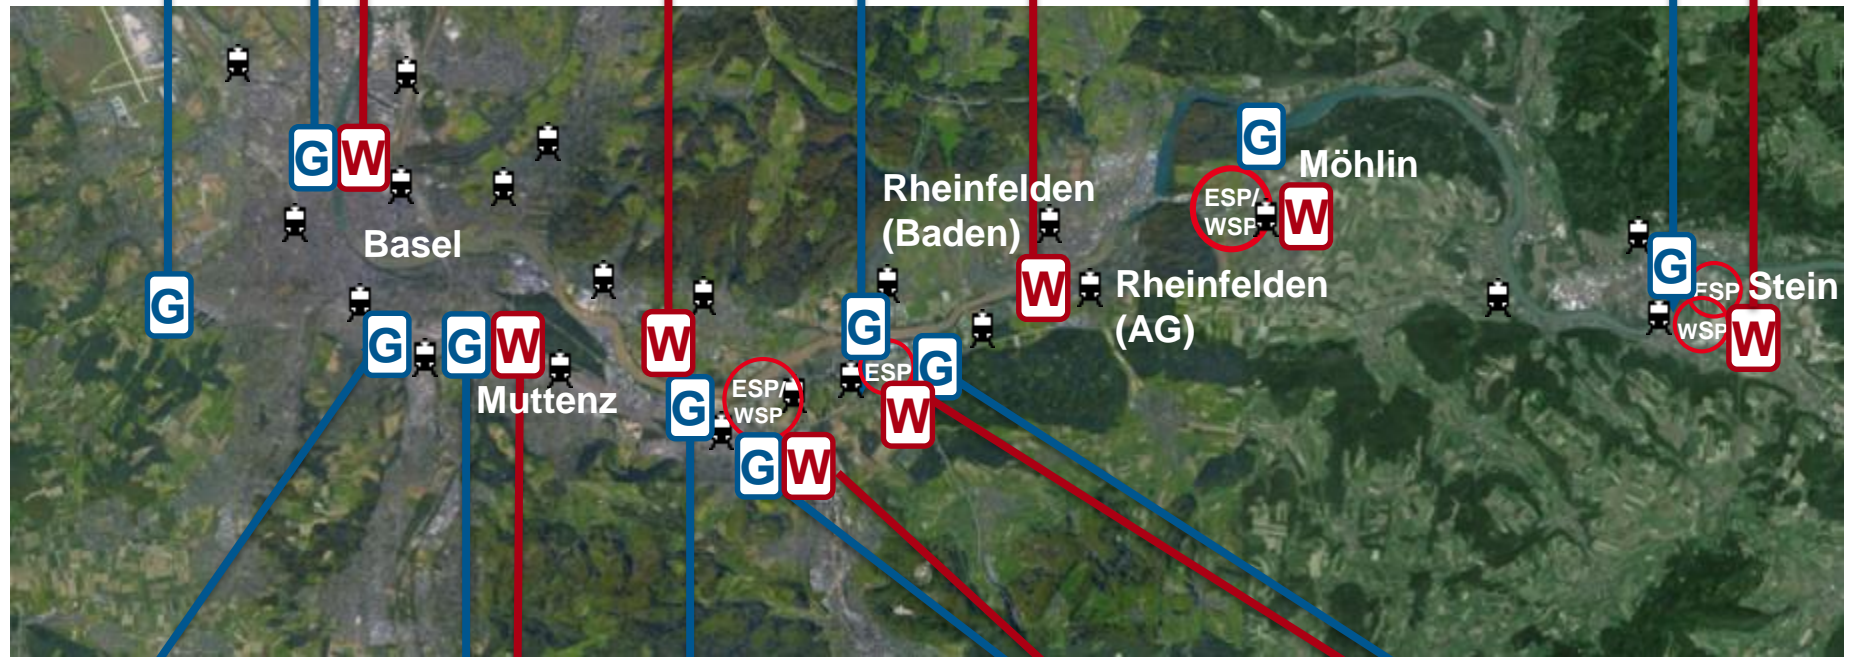 G W
G
Möhlin
ESP/
WSP
W
Rheinfelden
(Baden)
Basel
G
Stein
ESP
WSP
W
G
W
Rheinfelden
(AG)
G
G
G W
W
Muttenz
G
ESP/
WSP
ESP
G
W
G W